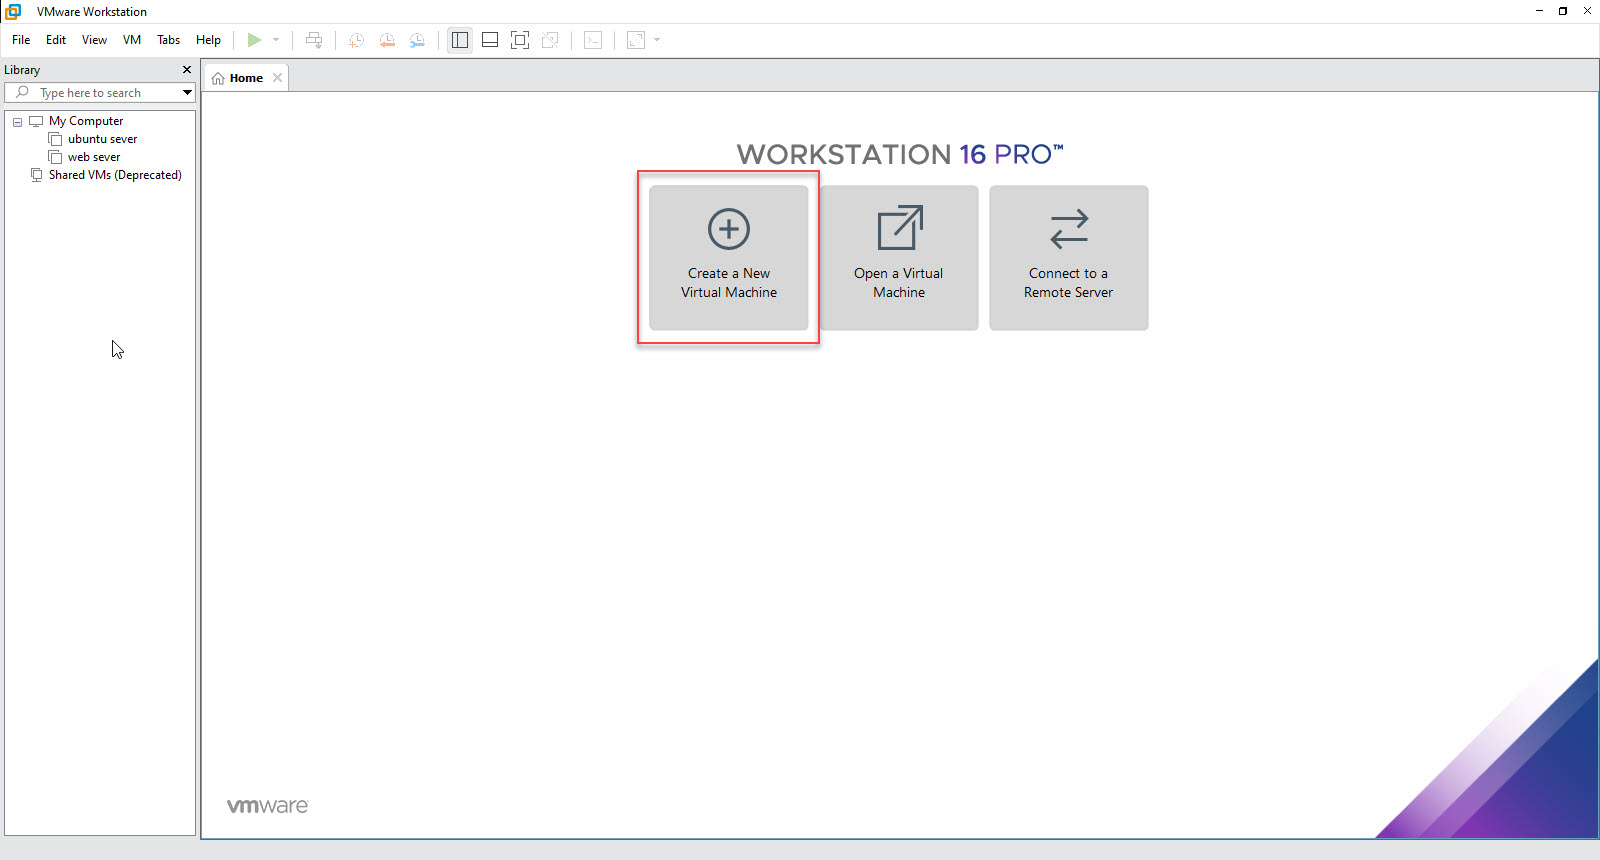 VMware Workstation
File Edit View VM Tabs Help
Library
Type here to search
My Computer
ubuntu sever
web sever
Shared VMs (Deprecated)
Home
WORKSTATION 16 PRO™
Create a New
Virtual Machine
Open a Virtual
Machine
Connect to a
Remote Server
vmware